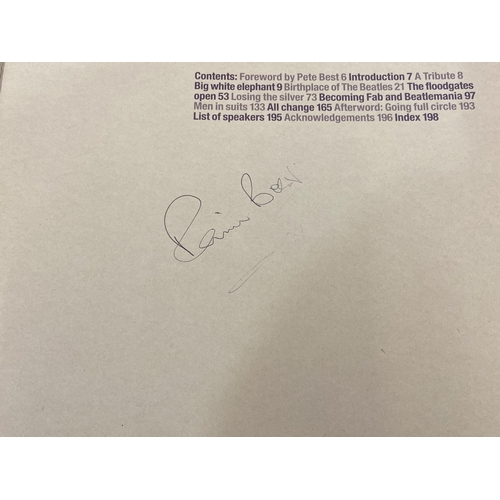 Contents: Foreword by Pete Best 6 Introduction 7 A Tribute 8
Big white elephant 9 Birthplace of The Beatles 21 The floodgates
open 53 Losing the silver 73 Becoming Fab and Beatlemania 97
Men in suits 133 All change 165 Afterword: Going full circle 193
List of speakers 195 Acknowledgements 196 Index 198